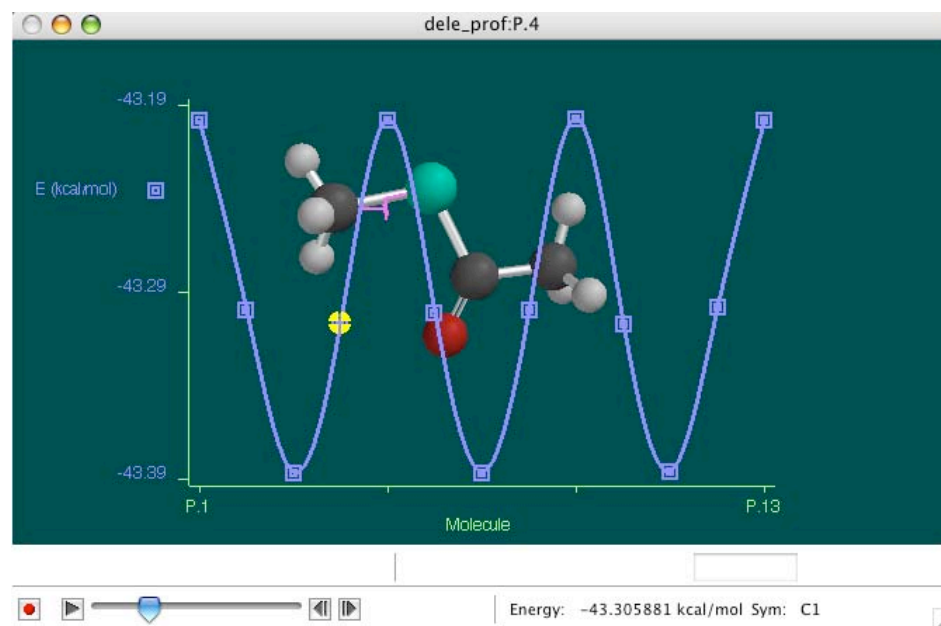 dele_prof:P.4
-43.19
E (kcal/mol)
-43.29
-43.39
P.1
P.13
Molecule
Energy: -43.305881 kcal/mol Sym: C1